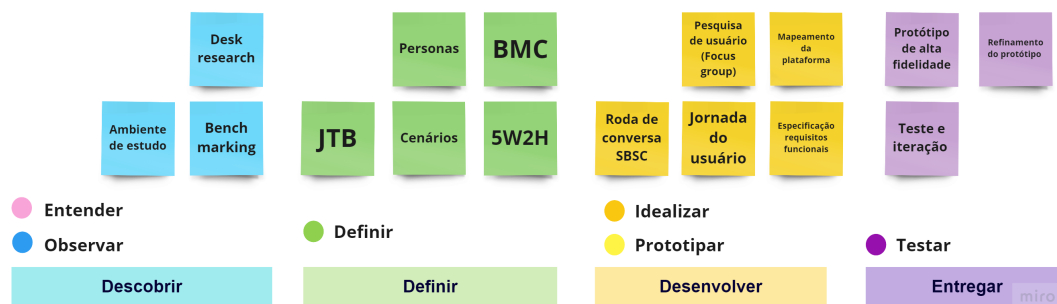 Desk
research
Ambiente
de estudo
Bench
marking
Entender
Observar
Descobrir
Personas
BMC
JTB
Cenários
5W2H
Definir
Definir
Pesquisa
de usuário
(Focus
group)
Mapeamento
da
plataforma
Roda de
conversa
SBSC
Jornada
do
usuário
Especificação
requisitos
funcionais
Idealizar
Prototipar
Desenvolver
Protótipo
de alta
fidelidade
Refinamento
do protótipo
Teste e
iteração
Testar
Entregar
miro